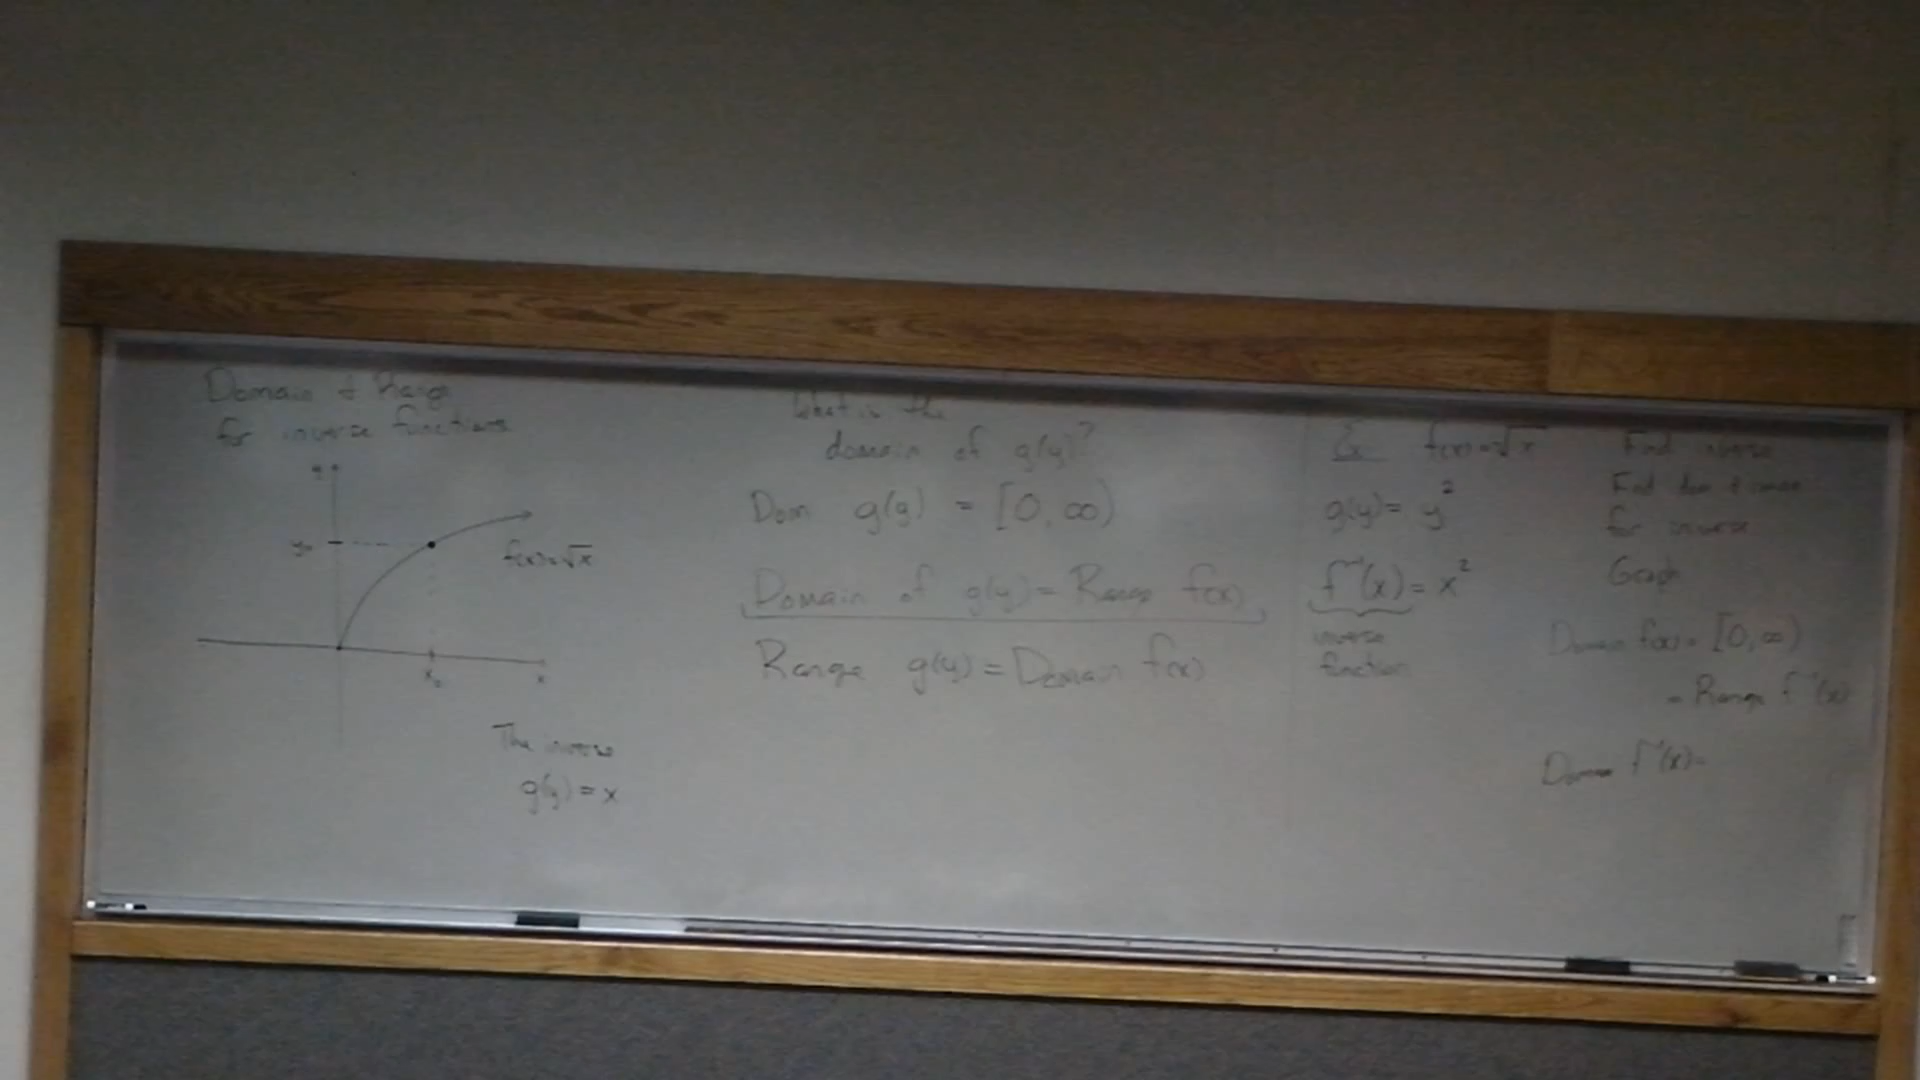 Domain + Range
for inverse functions
y
y₀
f(x)=√x
x₀
x
The inverse
g(y) = x
What is the
domain of g(y)?
Dom g(y) = [0, ∞)
Domain of g(y) = Range f(x)
Range g(y) = Domain f(x)
Ex f(x)=√x
g(y)= y²
f⁻¹(x) = x²
inverse
function
Find inverse
Find dom + range
for inverse
Graph
Domain f(x) = [0, ∞)
= Range f⁻¹(x)
Domain f⁻¹(x)=